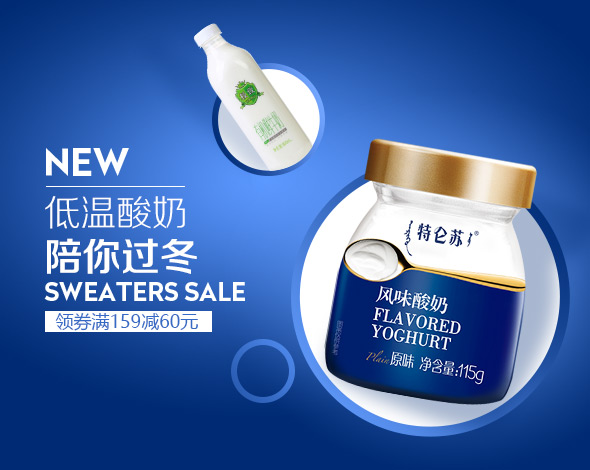 NEW
低温酸奶
陪你过冬
SWEATERS SALE
领券满159减60元
特仑苏®
风味酸奶
FLAVORED
YOGHURT
Plain 原味 净含量:115g